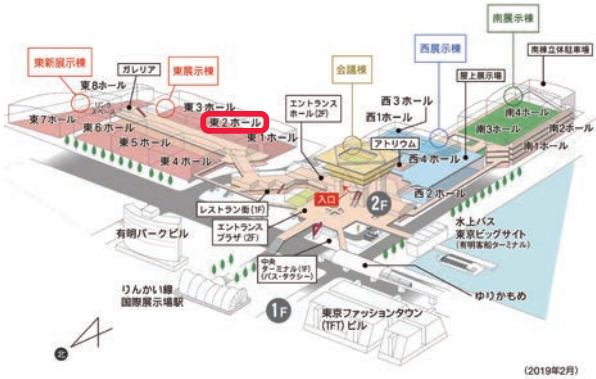 南展示棟
西展示棟
会議棟
東新展示棟
東展示棟
ガレリア
南棟立体駐車場
屋上展示場
東8ホール
リンク
スペース
東7ホール
東6ホール
東5ホール
東4ホール
東3ホール
東2ホール
東1ホール
エントランス
ホール(2F)
西3ホール
西1ホール
アトリウム
西4ホール
西2ホール
南4ホール
南3ホール
南2ホール
南1ホール
入口
2F
レストラン街(1F)
エントランス
プラザ(2F)
有明パークビル
水上バス
東京ビッグサイト
(有明客船ターミナル)
中央
ターミナル(1F)
(バス・タクシー)
ゆりかもめ
りんかい線
国際展示場駅
1F
東京ファッションタウン
(TFT)ビル
北
(2019年2月)